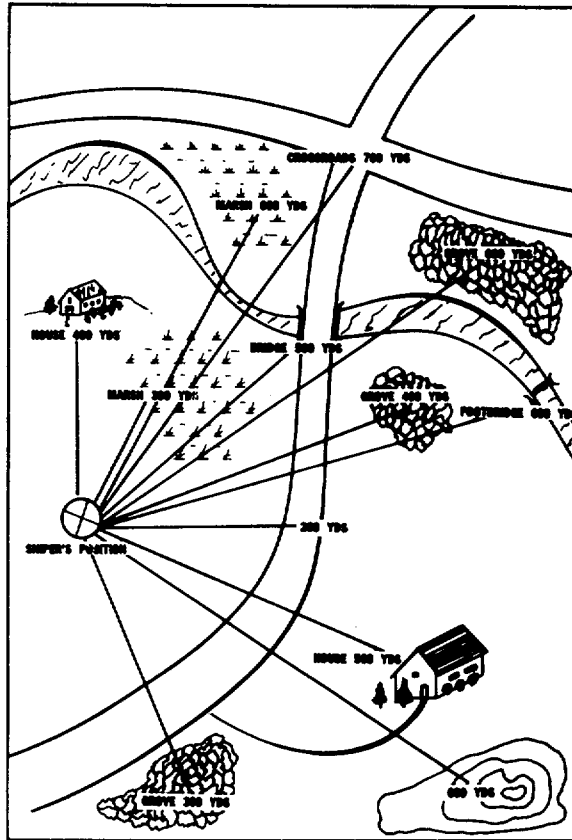 CROSSROADS 700 YDS
MARSH 600 YDS
GROVE 600 YDS
HOUSE 400 YDS
BRIDGE 500 YDS
MARSH 300 YDS
GROVE 400 YDS
FOOTBRIDGE 600 YDS
200 YDS
SNIPER'S POSITION
HOUSE 500 YDS
600 YDS
GROVE 300 YDS